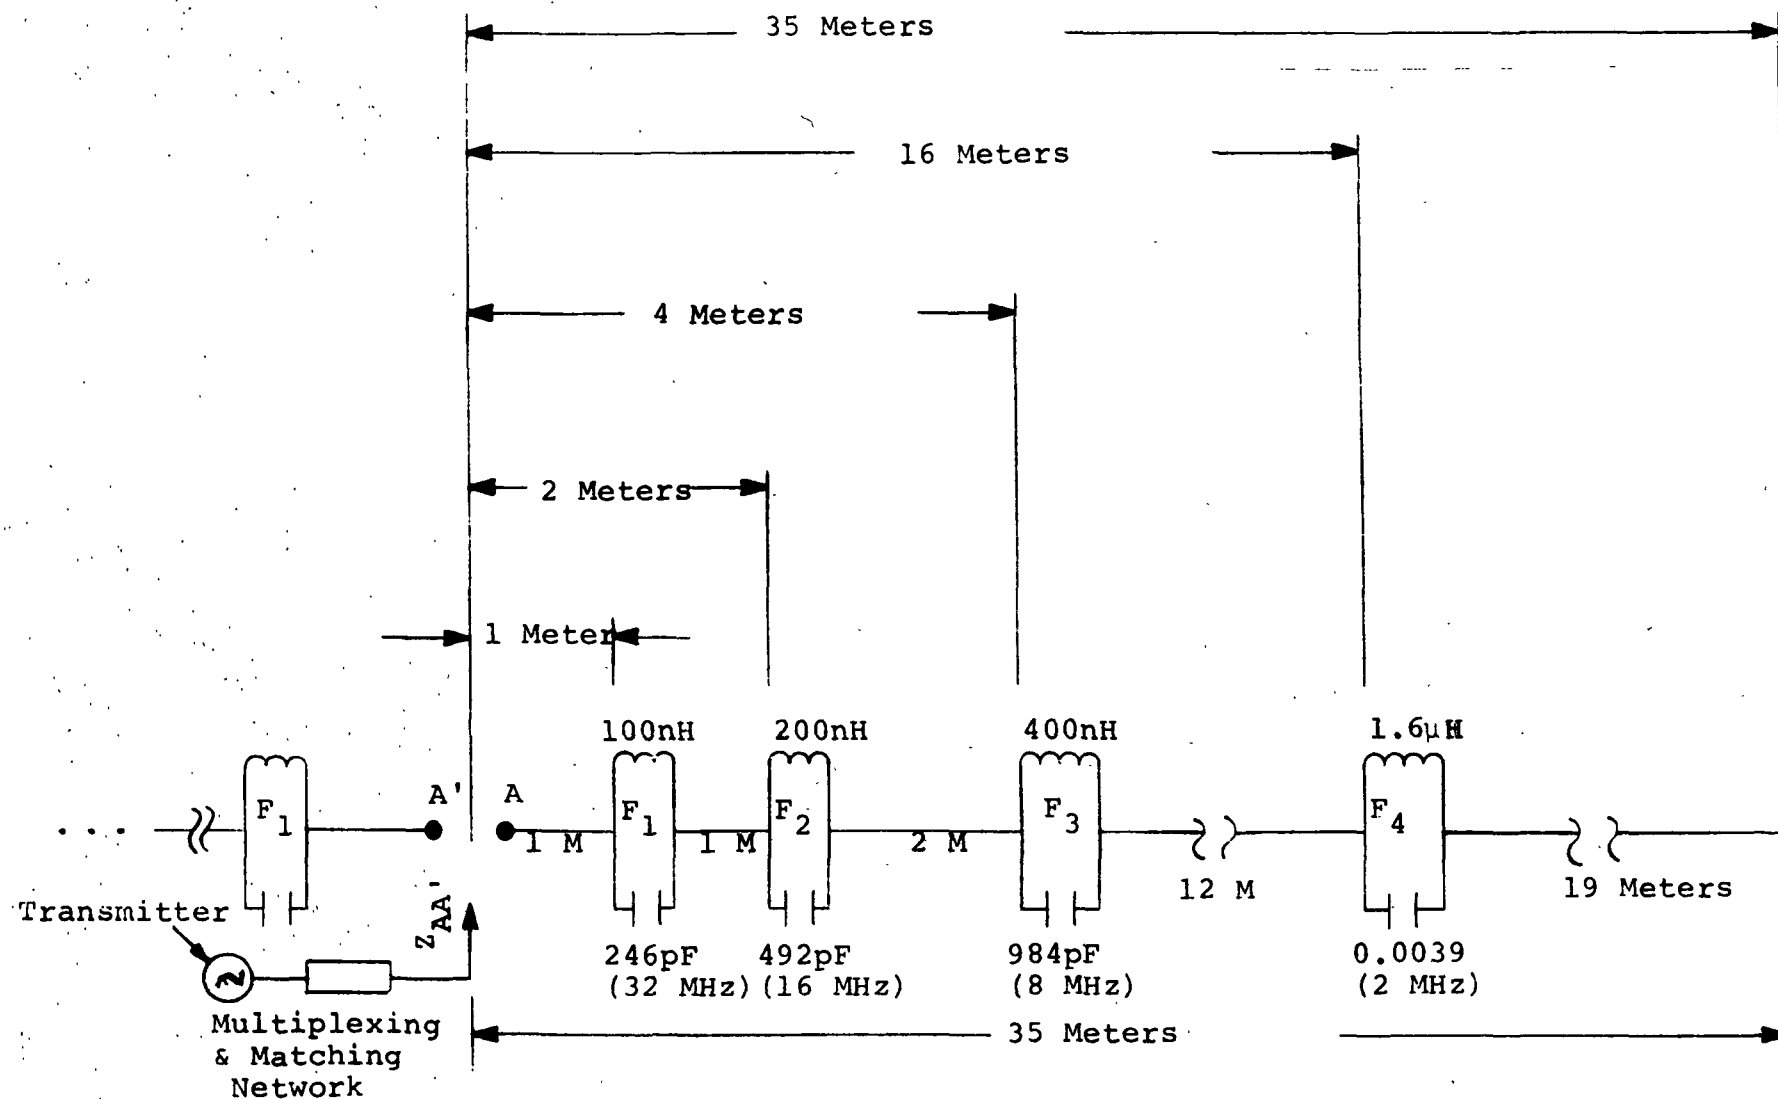 35 Meters
16 Meters
4 Meters
2 Meters
1 Meter
100nH 200nH 400nH 1.6μH
A' A
F1 F1 F2 F3 F4
... 1 M 1 M 2 M
12 M 19 Meters
Transmitter
ZAA'
246pF 492pF 984pF 0.0039
(32 MHz) (16 MHz) (8 MHz) (2 MHz)
Multiplexing
& Matching
Network
35 Meters